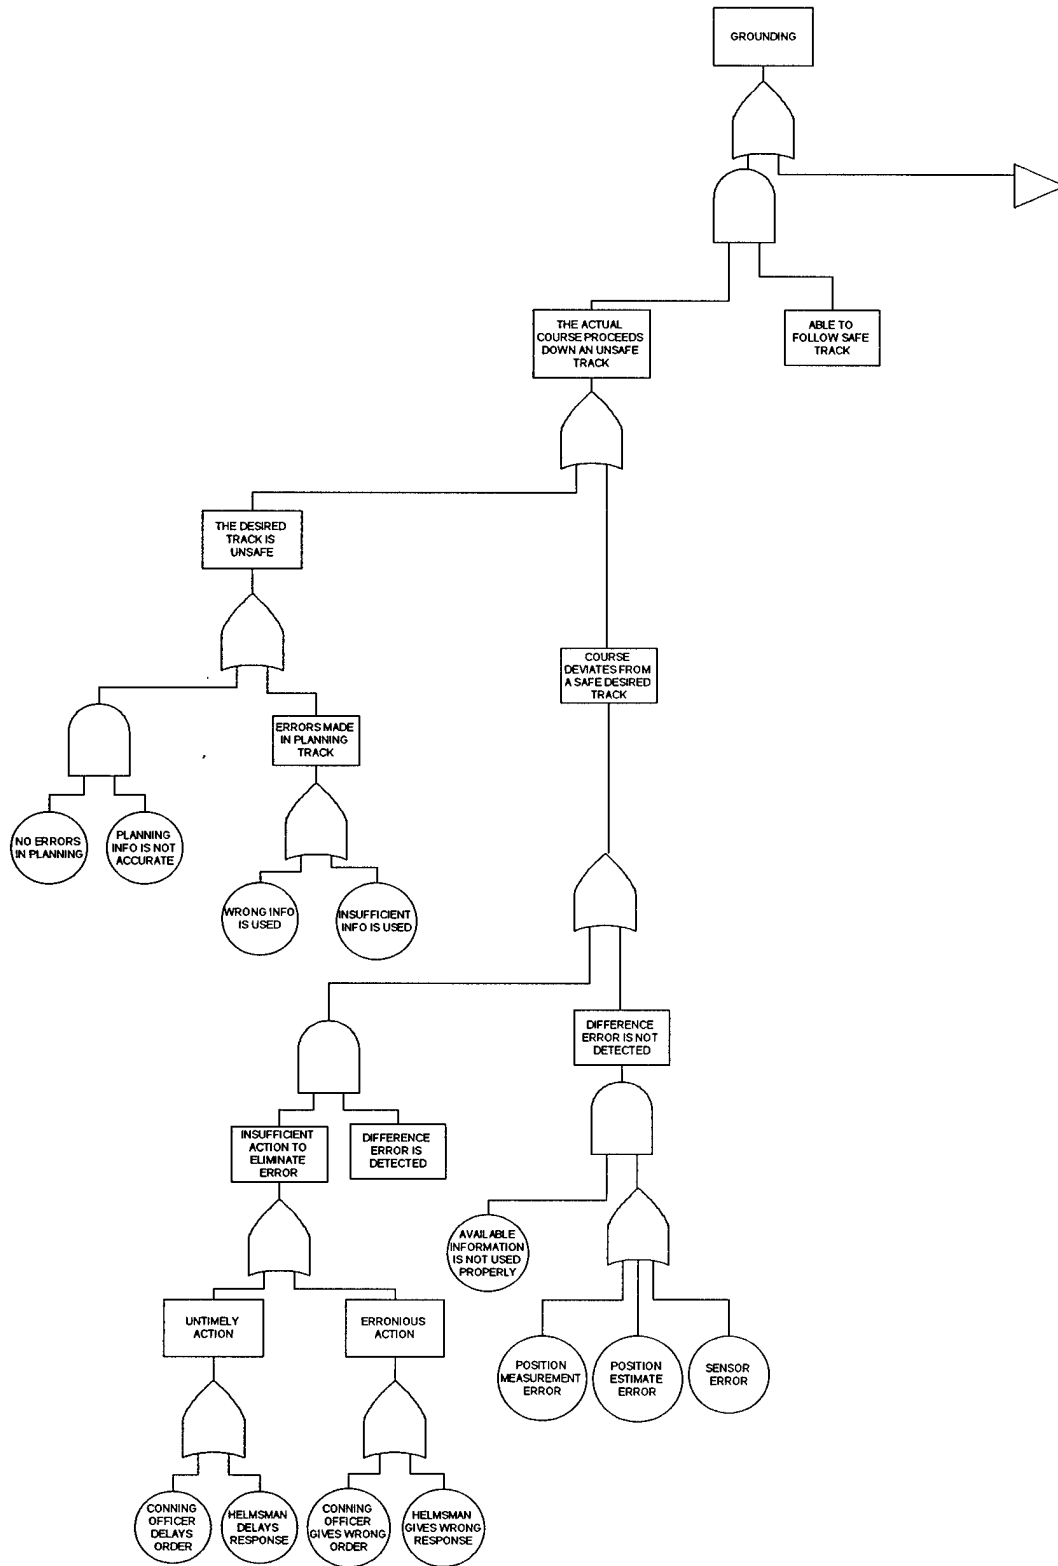 GROUNDING
THE ACTUAL
COURSE PROCEEDS
DOWN AN UNSAFE
TRACK
ABLE TO
FOLLOW SAFE
TRACK
THE DESIRED
TRACK IS
UNSAFE
COURSE
DEVIATES FROM
A SAFE DESIRED
TRACK
ERRORS MADE
IN PLANNING
TRACK
NO ERRORS
IN PLANNING
PLANNING
INFO IS NOT
ACCURATE
WRONG INFO
IS USED
INSUFFICIENT
INFO IS USED
DIFFERENCE
ERROR IS NOT
DETECTED
INSUFFICIENT
ACTION TO
ELIMINATE
ERROR
DIFFERENCE
ERROR IS
DETECTED
AVAILABLE
INFORMATION
IS NOT USED
PROPERLY
UNTIMELY
ACTION
ERRONIOUS
ACTION
POSITION
MEASUREMENT
ERROR
POSITION
ESTIMATE
ERROR
SENSOR
ERROR
CONNING
OFFICER
DELAYS
ORDER
HELMSMAN
DELAYS
RESPONSE
CONNING
OFFICER
GIVES WRONG
ORDER
HELMSMAN
GIVES WRONG
RESPONSE